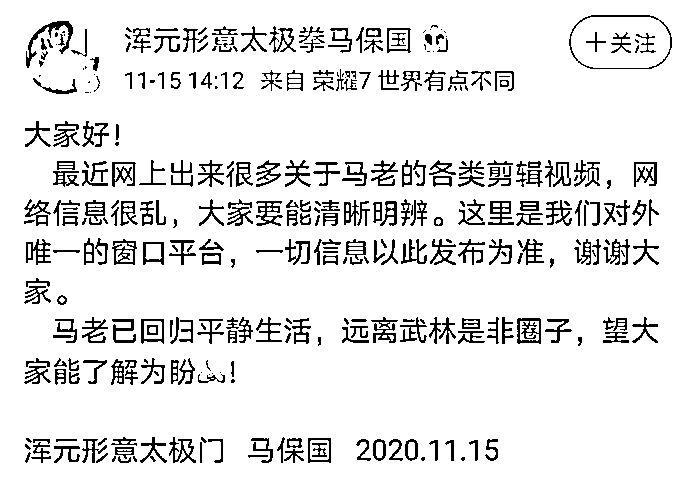 浑元形意太极拳马保国
+关注
11-15 14:12 来自 荣耀7 世界有点不同
大家好!
最近网上出来很多关于马老的各类剪辑视频，网
络信息很乱，大家要能清晰明辨。这里是我们对外
唯一的窗口平台，一切信息以此发布为准，谢谢大
家。
马老已回归平静生活，远离武林是非圈子，望大
家能了解为盼!
浑元形意太极门 马保国 2020.11.15